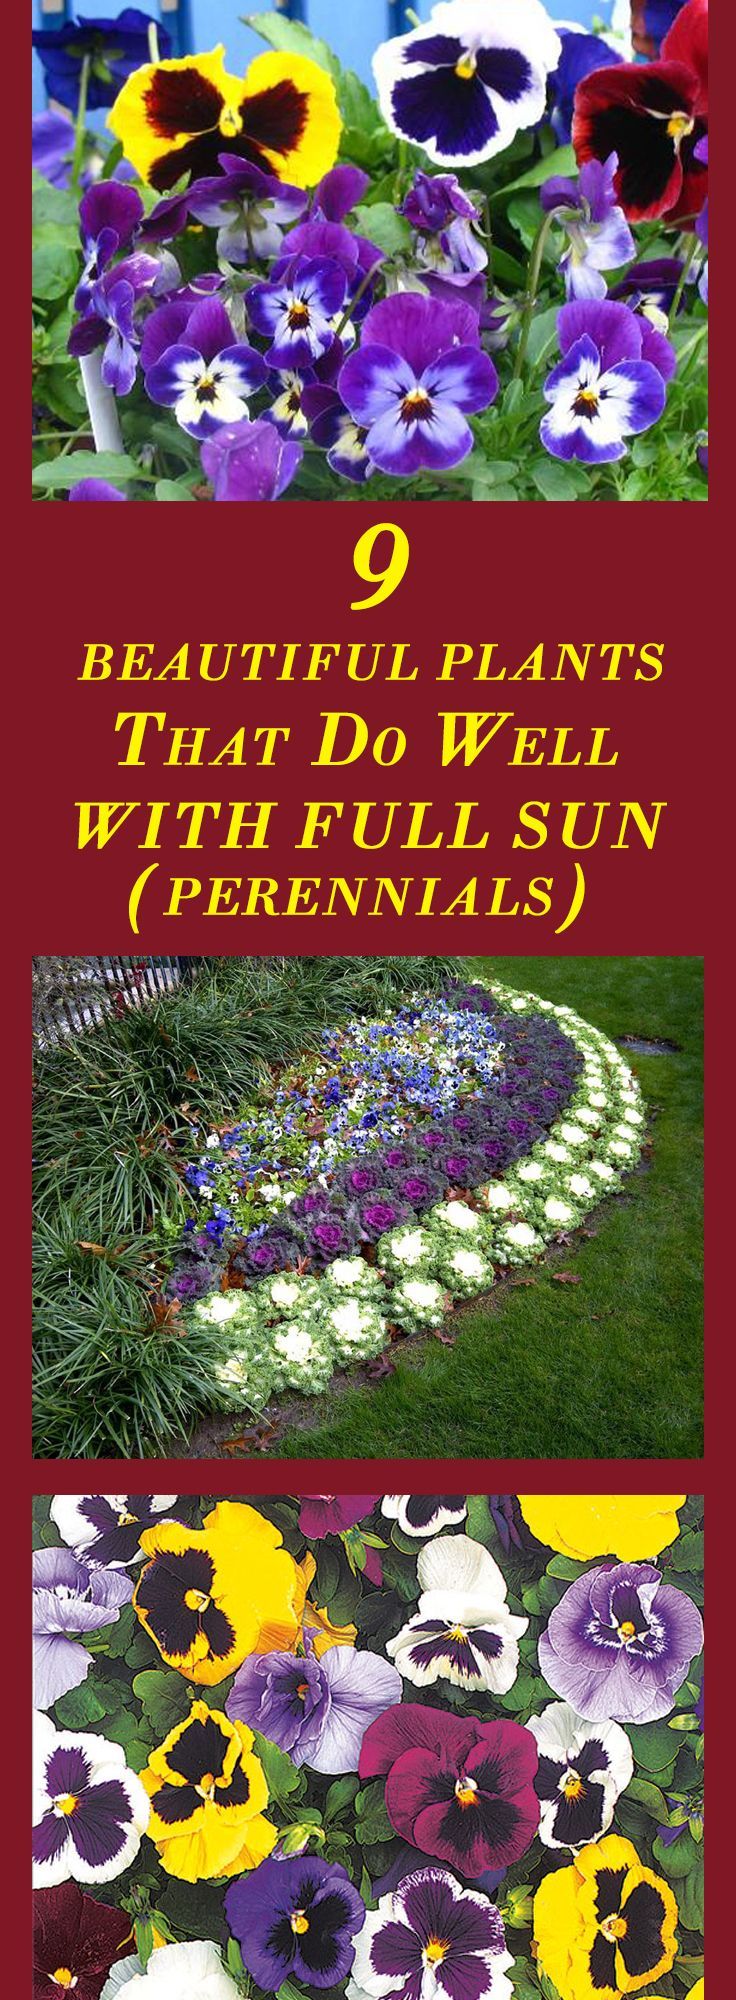 9
BEAUTIFUL PLANTS
THAT DO WELL
WITH FULL SUN
(PERENNIALS)